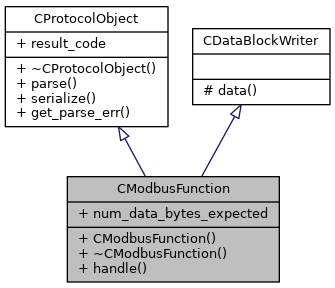 CProtocolObject
+ result_code
+ ~CProtocolObject()
+ parse()
+ serialize()
+ get_parse_err()
CDataBlockWriter
# data()
CModbusFunction
+ num_data_bytes_expected
+ CModbusFunction()
+ ~CModbusFunction()
+ handle()